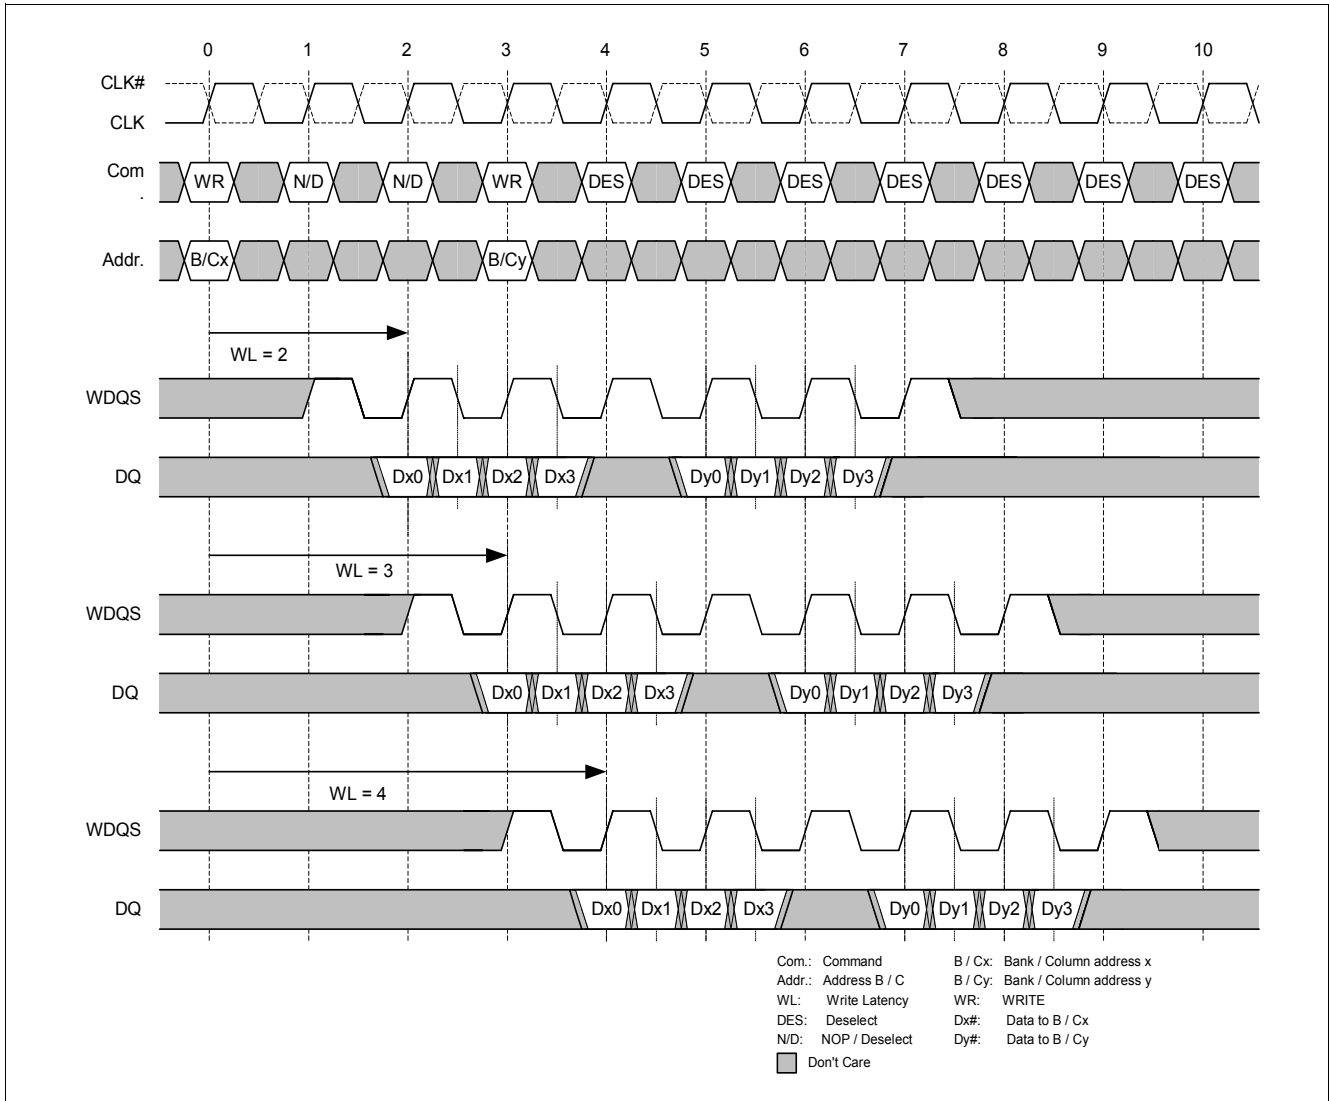 0 1 2 3 4 5 6 7 8 9 10
CLK#
CLK
Com
.
WR N/D N/D WR DES DES DES DES DES DES DES
Addr.
B/Cx B/Cy
WL = 2
WDQS
DQ
Dx0 Dx1 Dx2 Dx3 Dy0 Dy1 Dy2 Dy3
WL = 3
WDQS
DQ
Dx0 Dx1 Dx2 Dx3 Dy0 Dy1 Dy2 Dy3
WL = 4
WDQS
DQ
Dx0 Dx1 Dx2 Dx3 Dy0 Dy1 Dy2 Dy3
Com.: Command B / Cx: Bank / Column address x
Addr.: Address B / C B / Cy: Bank / Column address y
WL: Write Latency WR: WRITE
DES: Deselect Dx#: Data to B / Cx
N/D: NOP / Deselect Dy#: Data to B / Cy
Don't Care